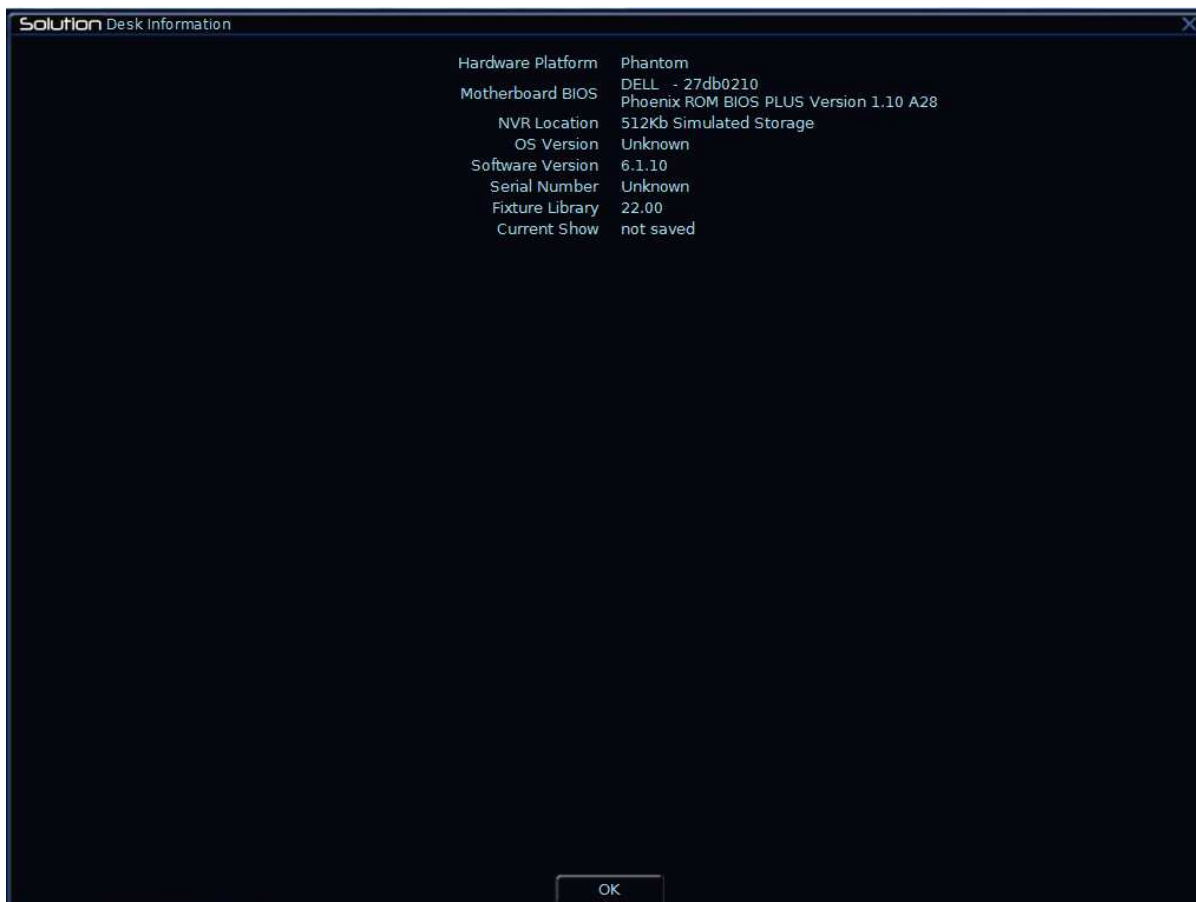 Solution Desk Information X
Hardware Platform Phantom
Motherboard BIOS DELL - 27db0210
Phoenix ROM BIOS PLUS Version 1.10 A28
NVR Location 512Kb Simulated Storage
OS Version Unknown
Software Version 6.1.10
Serial Number Unknown
Fixture Library 22.00
Current Show not saved
OK